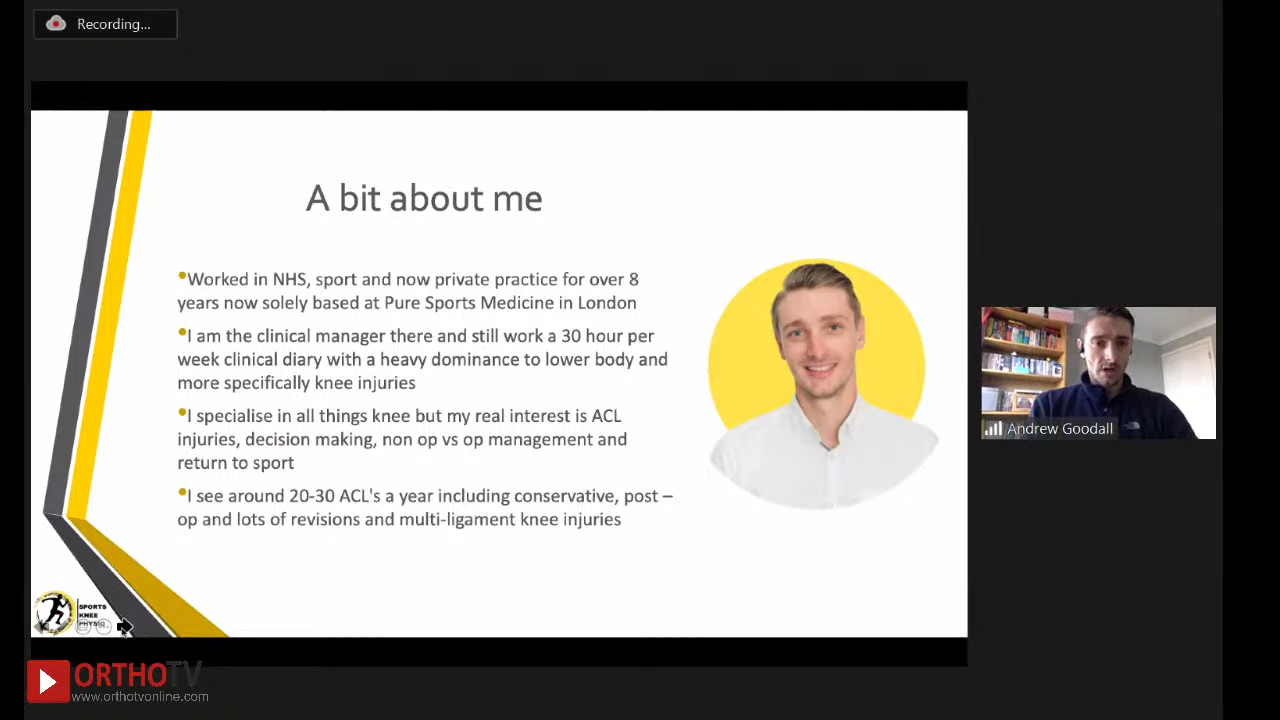 Recording...
A bit about me
•Worked in NHS, sport and now private practice for over 8
years now solely based at Pure Sports Medicine in London
•I am the clinical manager there and still work a 30 hour per
week clinical diary with a heavy dominance to lower body and
more specifically knee injuries
•I specialise in all things knee but my real interest is ACL
injuries, decision making, non op vs op management and
return to sport
•I see around 20-30 ACL's a year including conservative, post –
op and lots of revisions and multi-ligament knee injuries
Andrew Goodall
SPORTS
KNEE
PHYSIO
ORTHOTV
www.orthotvonline.com